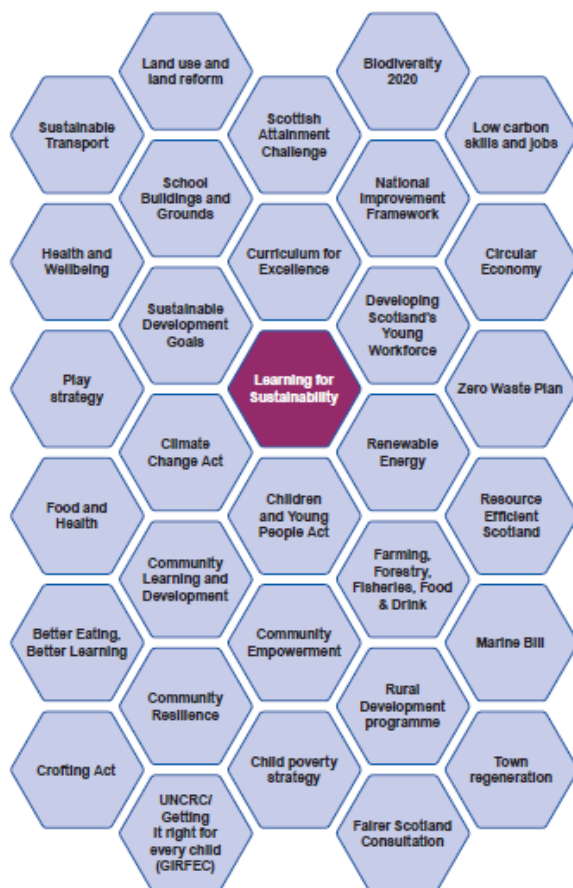 Land use and
land reform
Biodiversity
2020
Sustainable
Transport
Scottish
Attainment
Challenge
Low carbon
skills and jobs
School
Buildings and
Grounds
National
Improvement
Framework
Health and
Wellbeing
Curriculum for
Excellence
Circular
Economy
Sustainable
Development
Goals
Developing
Scotland's
Young
Workforce
Play
strategy
Learning for
Sustainability
Zero Waste Plan
Climate
Change Act
Renewable
Energy
Food and
Health
Children
and Young
People Act
Resource
Efficient
Scotland
Community
Learning and
Development
Farming,
Forestry,
Fisheries, Food
& Drink
Better Eating,
Better Learning
Community
Empowerment
Marine Bill
Community
Resilience
Rural
Development
programme
Crofting Act
Child poverty
strategy
Town
regeneration
UNCRC/
Getting
it right for
every child
(GIRFEC)
Fairer Scotland
Consultation